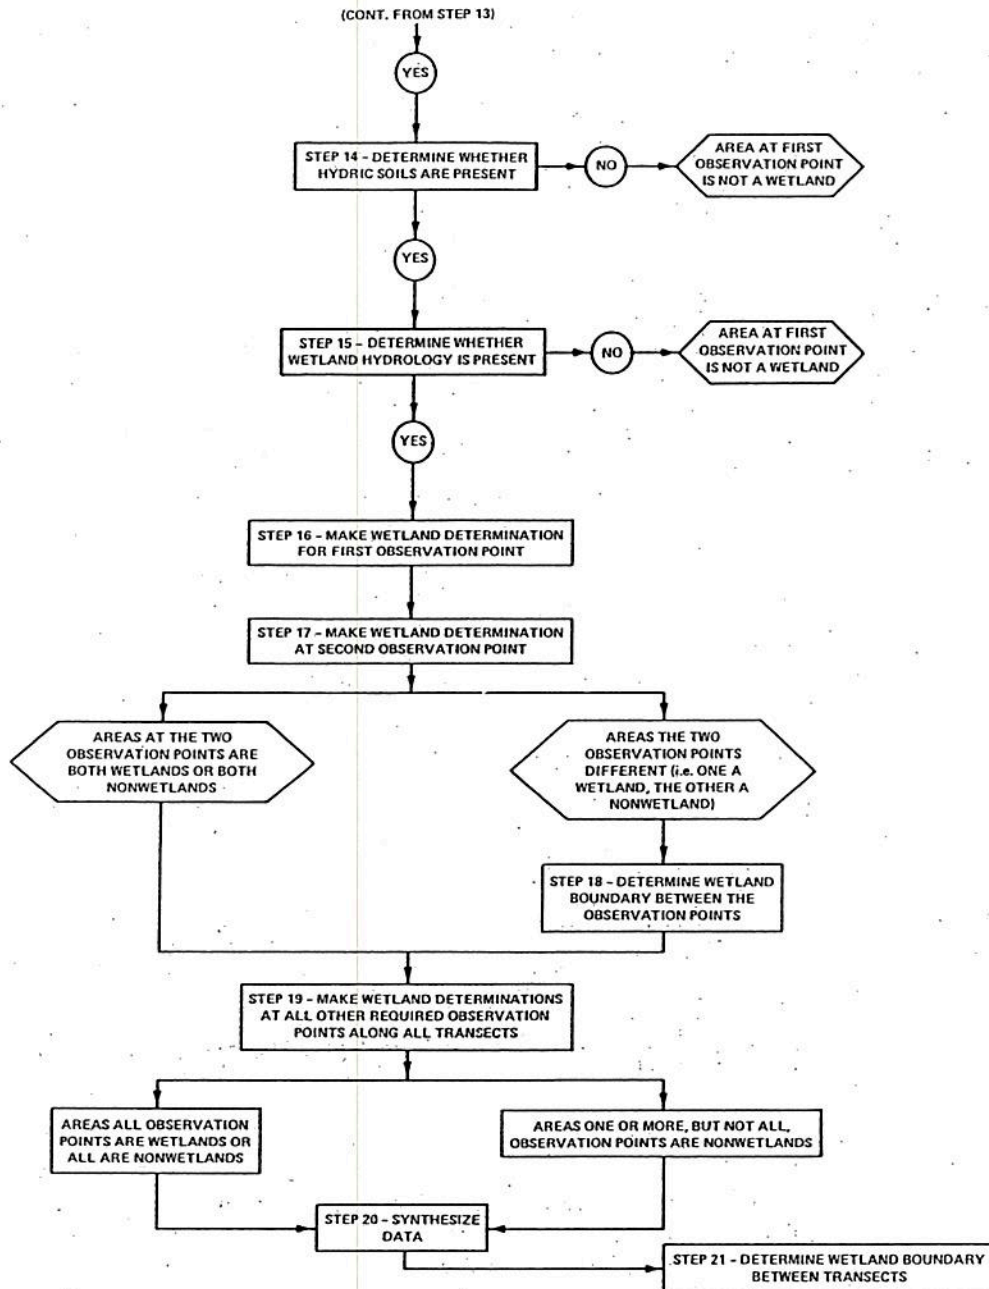 (CONT. FROM STEP 13)
YES
STEP 14 - DETERMINE WHETHER
HYDRIC SOILS ARE PRESENT
NO
AREA AT FIRST
OBSERVATION POINT
IS NOT A WETLAND
YES
STEP 15 - DETERMINE WHETHER
WETLAND HYDROLOGY IS PRESENT
NO
AREA AT FIRST
OBSERVATION POINT
IS NOT A WETLAND
YES
STEP 16 - MAKE WETLAND DETERMINATION
FOR FIRST OBSERVATION POINT
STEP 17 - MAKE WETLAND DETERMINATION
AT SECOND OBSERVATION POINT
AREAS AT THE TWO
OBSERVATION POINTS ARE
BOTH WETLANDS OR BOTH
NONWETLANDS
AREAS THE TWO
OBSERVATION POINTS
DIFFERENT (i.e. ONE A
WETLAND, THE OTHER A
NONWETLAND)
STEP 18 - DETERMINE WETLAND
BOUNDARY BETWEEN THE
OBSERVATION POINTS
STEP 19 - MAKE WETLAND DETERMINATIONS
AT ALL OTHER REQUIRED OBSERVATION
POINTS ALONG ALL TRANSECTS
AREAS ALL OBSERVATION
POINTS ARE WETLANDS OR
ALL ARE NONWETLANDS
AREAS ONE OR MORE, BUT NOT ALL,
OBSERVATION POINTS ARE NONWETLANDS
STEP 20 - SYNTHESIZE
DATA
STEP 21 - DETERMINE WETLAND BOUNDARY
BETWEEN TRANSECTS